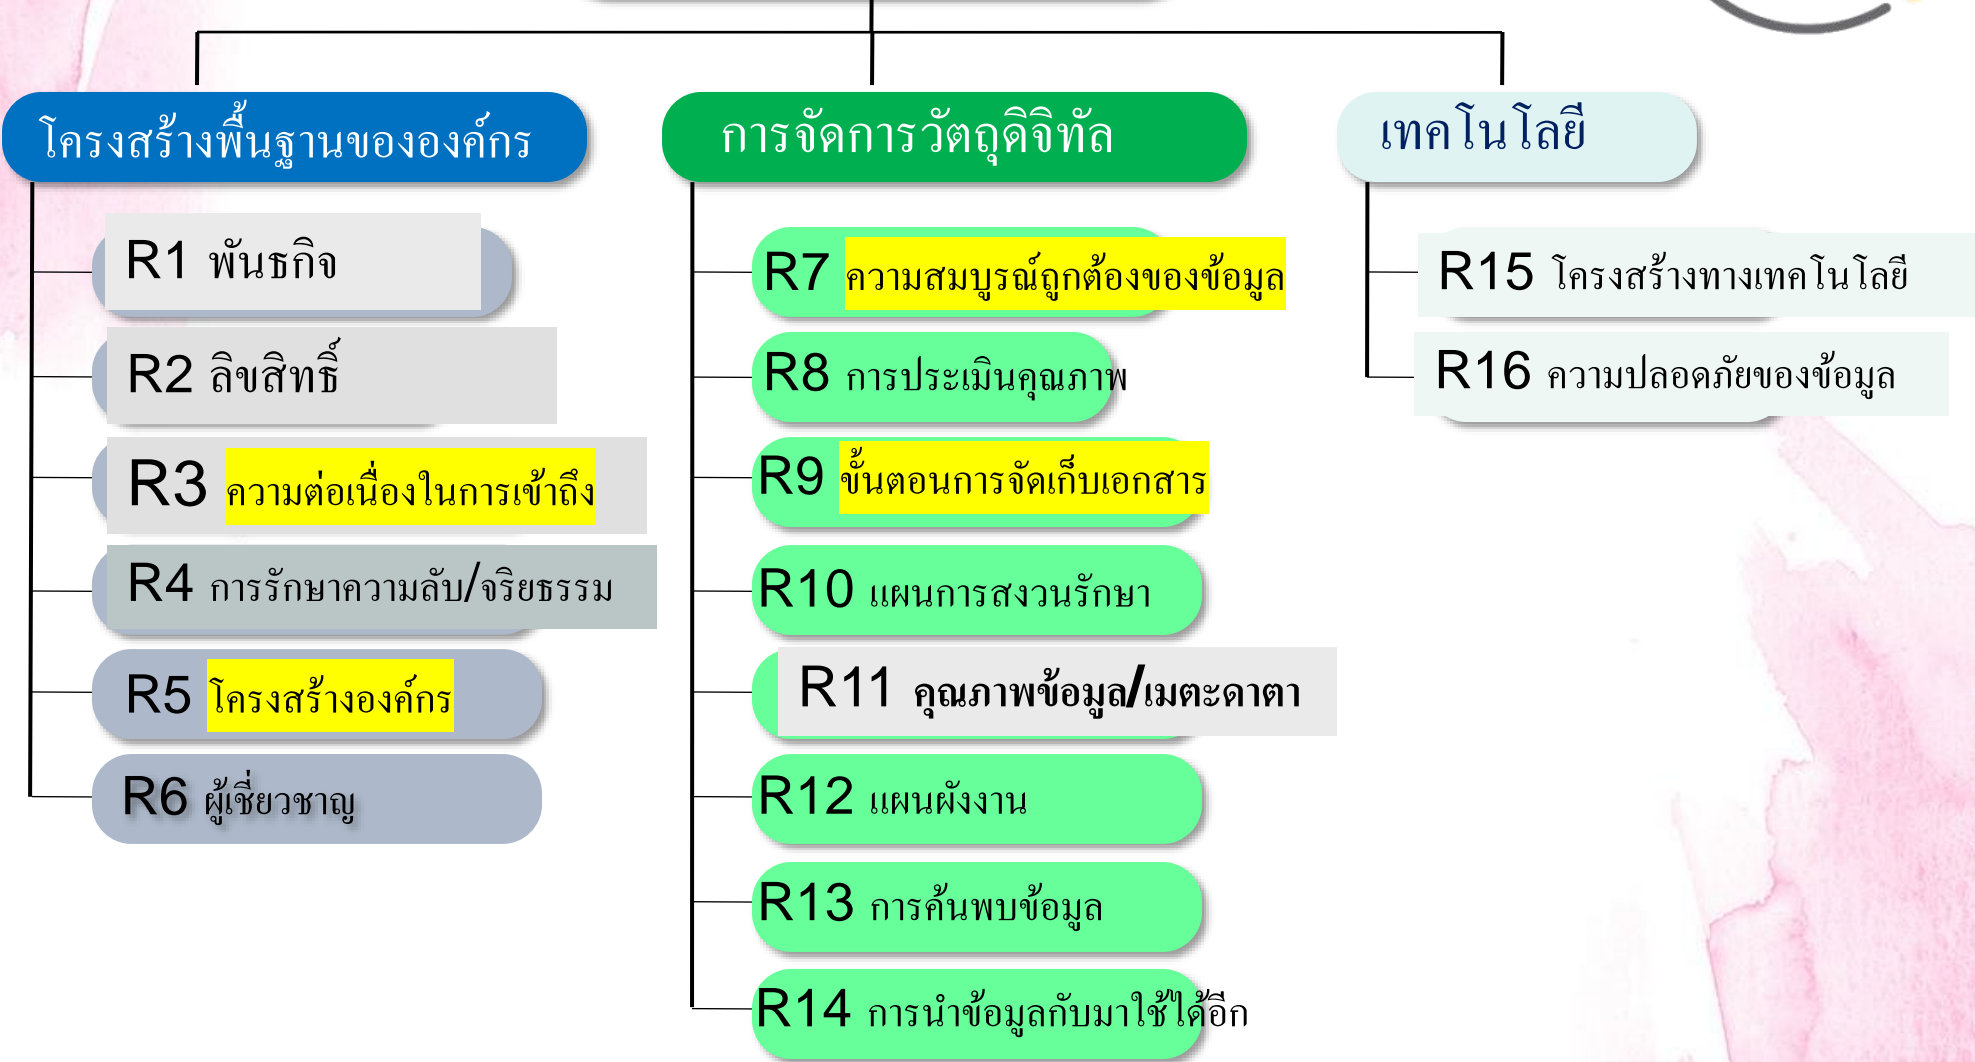 โครงสร้างพื้นฐานขององค์กร
R1 พันธกิจ
R2 ลิขสิทธิ์
R3 ความต่อเนื่องในการเข้าถึง
R4 การรักษาความลับ/จริยธรรม
R5 โครงสร้างองค์กร
R6 ผู้เชี่ยวชาญ
การจัดการวัตถุดิจิทัล
R7 ความสมบูรณ์ถูกต้องของข้อมูล
R8 การประเมินคุณภาพ
R9 ขั้นตอนการจัดเก็บเอกสาร
R10 แผนการสงวนรักษา
R11 คุณภาพข้อมูล/เมตะดาตา
R12 แผนผังงาน
R13 การค้นพบข้อมูล
R14 การนำข้อมูลกับมาใช้ได้อีก
เทคโนโลยี
R15 โครงสร้างทางเทคโนโลยี
R16 ความปลอดภัยของข้อมูล